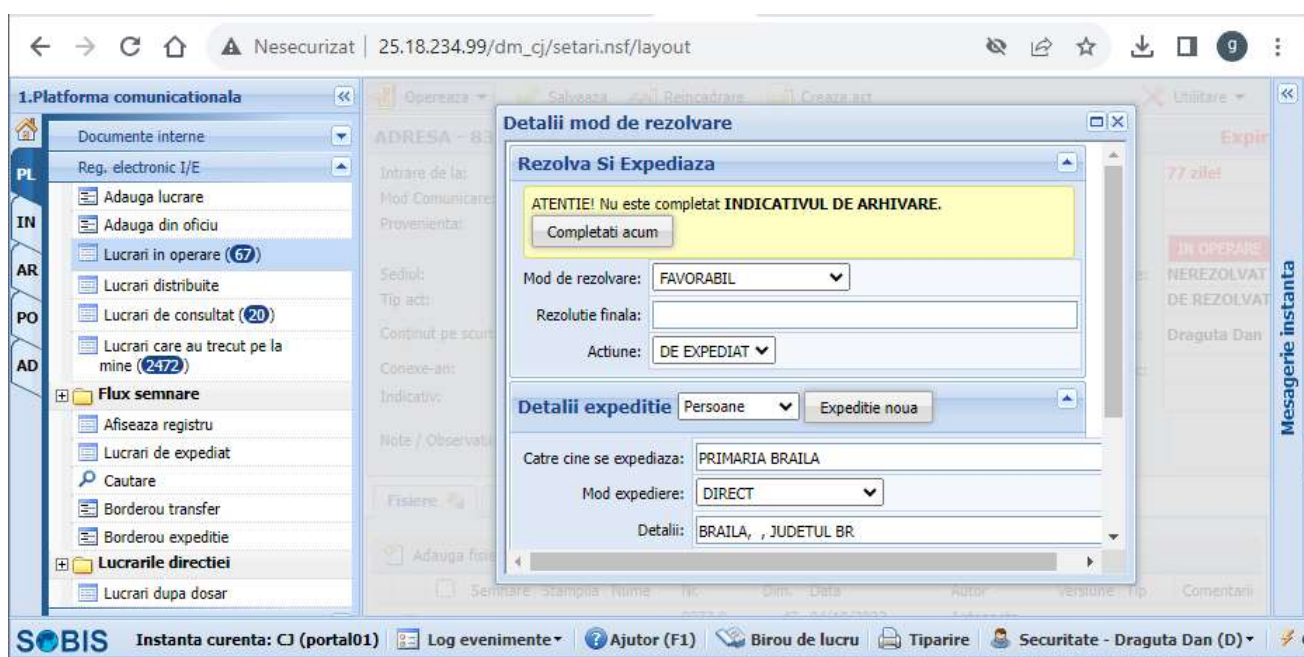 Nesecurizat | 25.18.234.99/dm_cj/setari.nsf/layout
g
1.Platforma comunicationala
Opereaza Salveaza Reincadrare Creaza act Utilitare
Documente interne
Reg. electronic I/E
PL
IN
AR
PO
AD
Adauga lucrare
Adauga din oficiu
Lucrari in operare (67)
Lucrari distribuite
Lucrari de consultat (20)
Lucrari care au trecut pe la
mine (2472)
Flux semnare
Afiseaza registru
Lucrari de expediat
Cautare
Borderou transfer
Borderou expeditie
Lucrarile directiei
Lucrari dupa dosar
ADRESA - 83
Intrare de la:
Mod Comunicare:
Provenienta:
Sediul:
Tip act:
Continut pe scurt
Conexe-an:
Indicativ:
Note / Observatii
Fisiere
Adauga fisie
Semnare Stampila Nume Nr. Dim. Data Autor Versiune Tip Comentarii
Detalii mod de rezolvare
Rezolva Si Expediaza
ATENTIE! Nu este completat INDICATIVUL DE ARHIVARE.
Completati acum
Mod de rezolvare: FAVORABIL
Rezolutie finala:
Actiune: DE EXPEDIAT
Detalii expeditie Persoane Expeditie noua
Catre cine se expediaza: PRIMARIA BRAILA
Mod expediere: DIRECT
Detalii: BRAILA, , JUDETUL BR
Expir
77 zile!
IN OPERARE
NEREZOLVAT
DE REZOLVAT
Draguta Dan
Mesagerie instanta
SOBIS Instanta curenta: CJ (portal01) Log evenimente Ajutor (F1) Birou de lucru Tiparire Securitate - Draguta Dan (D)